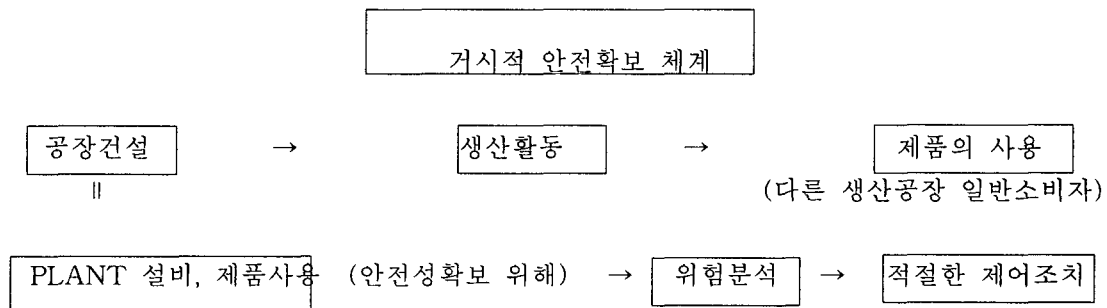 거시적 안전확보 체계
공장건설 → 생산활동 → 제품의 사용
॥ (다른 생산공장 일반소비자)
PLANT 설비, 제품사용 (안전성확보 위해) → 위험분석 → 적절한 제어조치